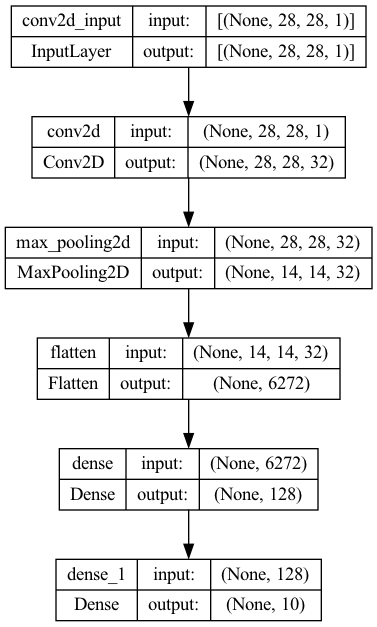 conv2d_input input: [(None, 28, 28, 1)]
InputLayer output: [(None, 28, 28, 1)]
conv2d input: (None, 28, 28, 1)
Conv2D output: (None, 28, 28, 32)
max_pooling2d input: (None, 28, 28, 32)
MaxPooling2D output: (None, 14, 14, 32)
flatten input: (None, 14, 14, 32)
Flatten output: (None, 6272)
dense input: (None, 6272)
Dense output: (None, 128)
dense_1 input: (None, 128)
Dense output: (None, 10)